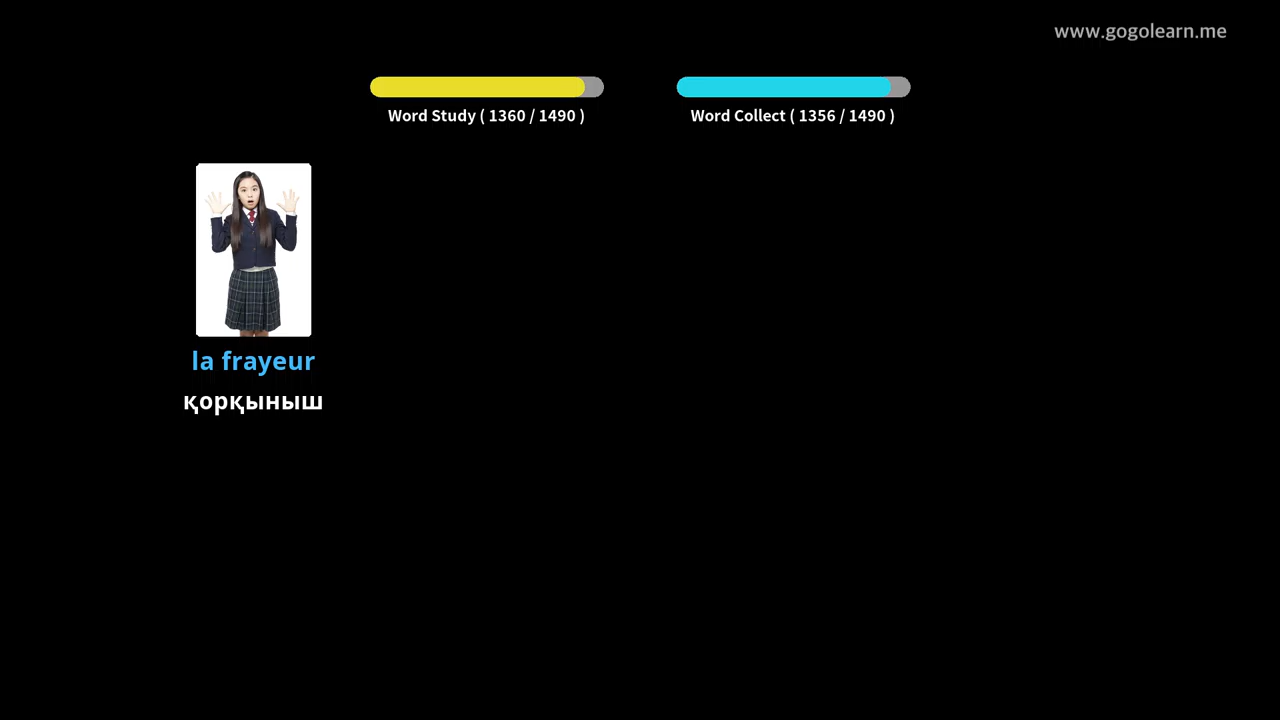 www.gogolearn.me
Word Study ( 1360 / 1490 )
Word Collect ( 1356 / 1490 )
la frayeur
қорқыныш